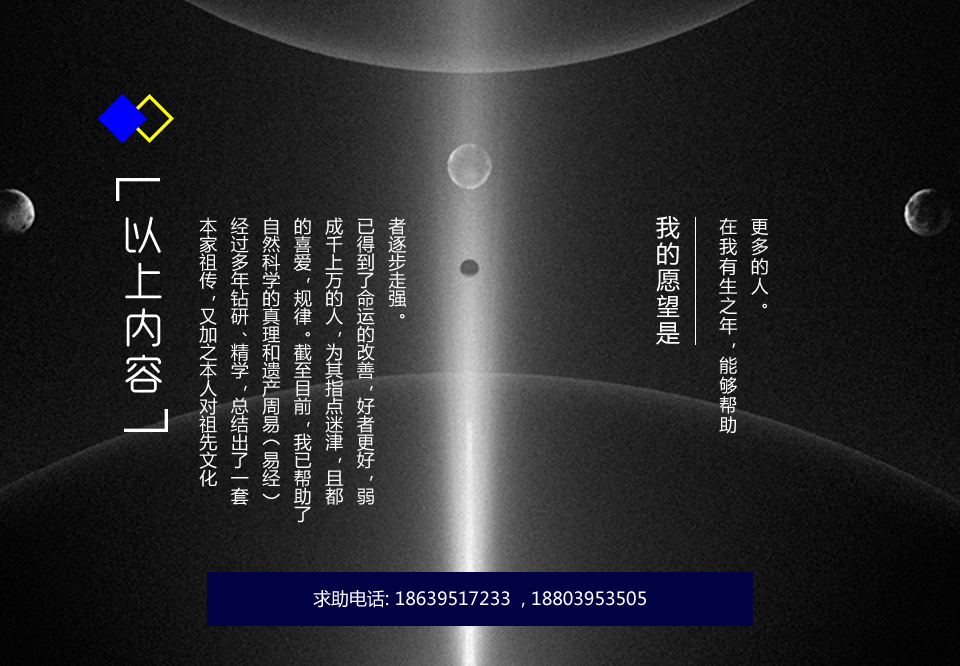 以上内容
本家祖传，又加之本人对祖先文化
经过多年钻研、精学，总结出了一套
自然科学的真理和遗产周易（易经）
的喜爱，规律。截至目前，我已帮助了
成千上万的人，为其指点迷津，且都
已得到了命运的改善，好者更好，弱
者逐步走强。
我的愿望是
在我有生之年，能够帮助
更多的人。
求助电话: 18639517233 , 18803953505